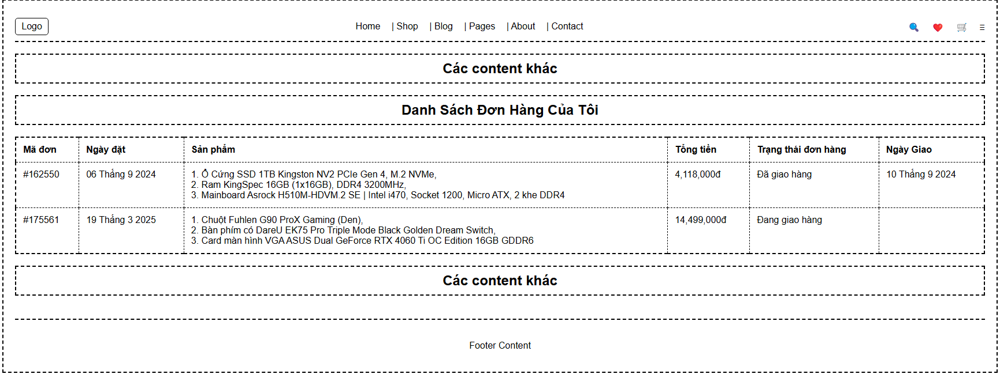 Logo
Home | Shop | Blog | Pages | About | Contact
Các content khác
Danh Sách Đơn Hàng Của Tôi
Mã đơn Ngày đặt Sản phẩm Tổng tiền Trạng thái đơn hàng Ngày Giao
#162550 06 Tháng 9 2024 1. Ổ Cứng SSD 1TB Kingston NV2 PCIe Gen 4, M.2 NVMe, 4,118,000đ Đã giao hàng 10 Tháng 9 2024
2. Ram KingSpec 16GB (1x16GB), DDR4 3200MHz,
3. Mainboard Asrock H510M-HDVM.2 SE | Intel i470, Socket 1200, Micro ATX, 2 khe DDR4
#175561 19 Tháng 3 2025 1. Chuột Fuhlen G90 ProX Gaming (Den), 14,499,000đ Đang giao hàng
2. Bàn phím có DareU EK75 Pro Triple Mode Black Golden Dream Switch,
3. Card màn hình VGA ASUS Dual GeForce RTX 4060 Ti OC Edition 16GB GDDR6
Các content khác
Footer Content